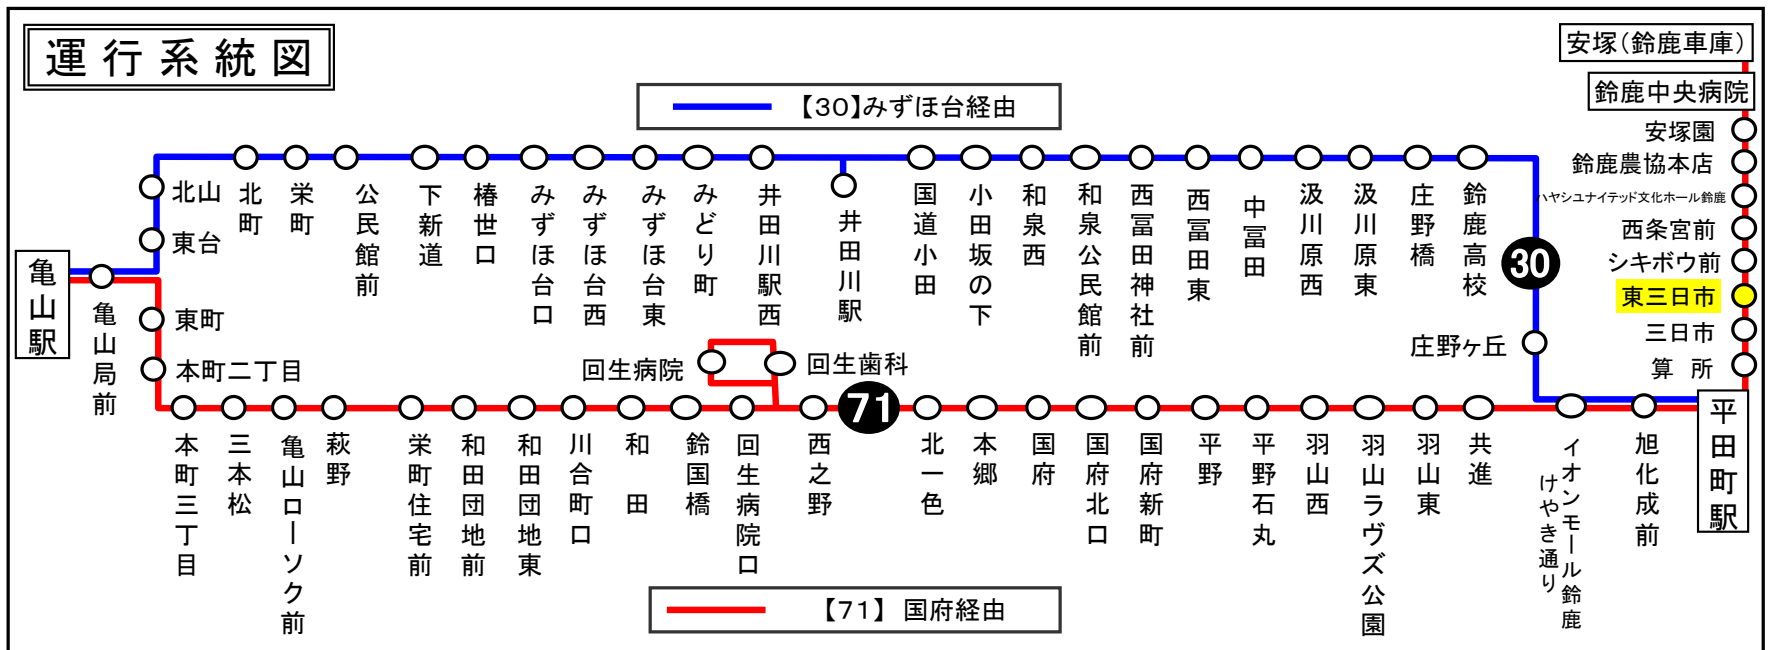 運行系統図
【30】みずほ台経由
安塚(鈴鹿車庫)
鈴鹿中央病院
安塚園
鈴鹿農協本店
ハヤシユナイテッド文化ホール鈴鹿
西条宮前
シキボウ前
東三日市
三日市
算 所
平田町駅
亀山駅
亀山局前
北山
東台
北町
栄町
公民館前
下新道
椿世口
みずほ台口
みずほ台西
みずほ台東
みどり町
井田川駅西
井田川駅
国道小田
小田坂の下
和泉西
和泉公民館前
西冨田神社前
西冨田東
中冨田
汲川原西
汲川原東
庄野橋
鈴鹿高校
30
庄野ヶ丘
東町
本町二丁目
回生病院
回生歯科
71
本町三丁目
三本松
亀山ローソク前
萩野
栄町住宅前
和田団地前
和田団地東
川合町口
和 田
鈴国橋
回生病院口
西之野
北一色
本郷
国府
国府北口
国府新町
平野
平野石丸
羽山西
羽山ラヴズ公園
羽山東
共進
イオンモール鈴鹿
けやき通り
旭化成前
【71】 国府経由